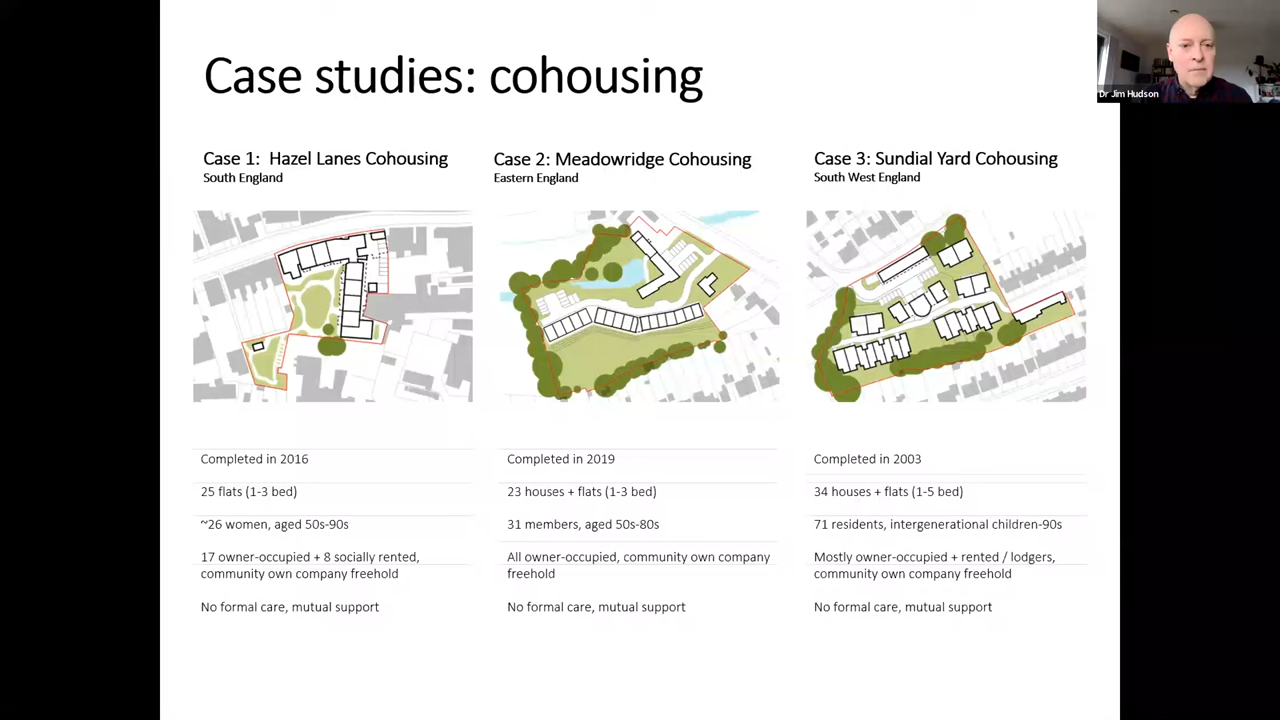 Case studies: cohousing
Dr Jim Hudson
Case 1: Hazel Lanes Cohousing
South England
Case 2: Meadowridge Cohousing
Eastern England
Case 3: Sundial Yard Cohousing
South West England
Completed in 2016
25 flats (1-3 bed)
~26 women, aged 50s-90s
17 owner-occupied + 8 socially rented,
community own company freehold
No formal care, mutual support
Completed in 2019
23 houses + flats (1-3 bed)
31 members, aged 50s-80s
All owner-occupied, community own company
freehold
No formal care, mutual support
Completed in 2003
34 houses + flats (1-5 bed)
71 residents, intergenerational children-90s
Mostly owner-occupied + rented / lodgers,
community own company freehold
No formal care, mutual support